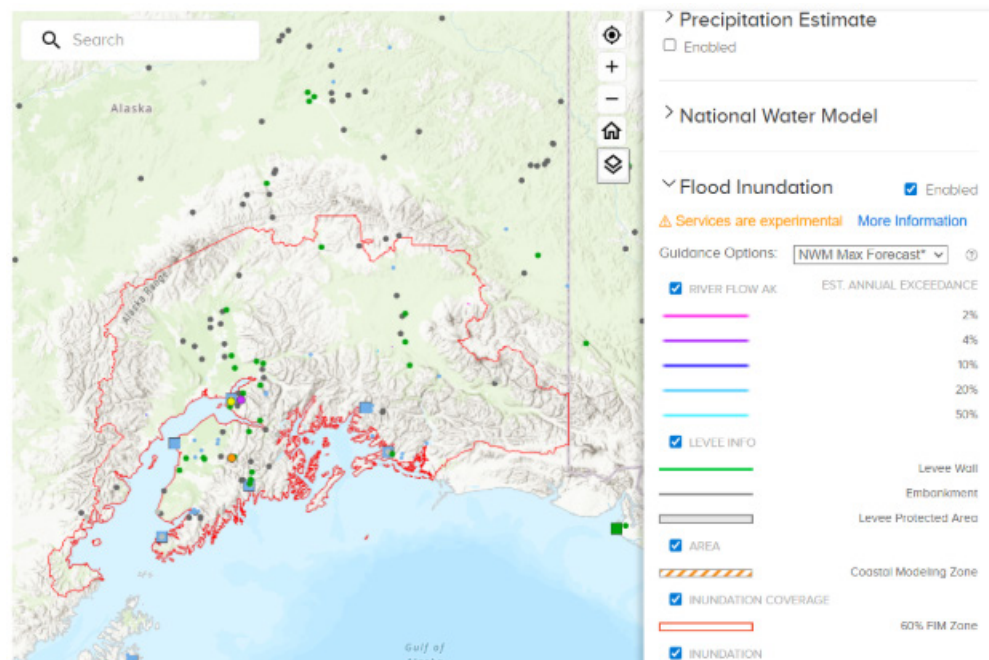 Search
Alaska
Alaska Range
Gulf of
Precipitation Estimate
Enabled
National Water Model
Flood Inundation
Enabled
Services are experimental More Information
Guidance Options: NWM Max Forecast*
RIVER FLOW AK EST. ANNUAL EXCEEDANCE
2%
4%
10%
20%
50%
LEVEE INFO
Levee Wall
Embankment
Levee Protected Area
AREA
Coastal Modeling Zone
INUNDATION COVERAGE
60% FIM Zone
INUNDATION